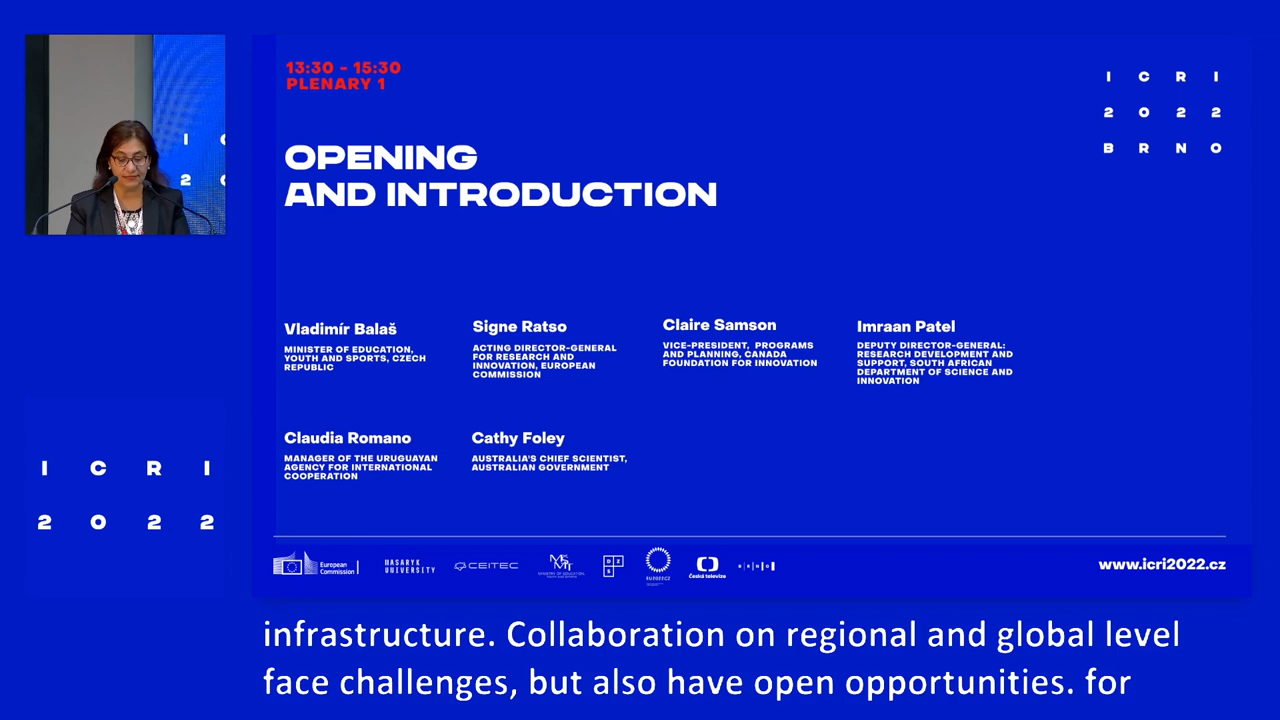 13:30 - 15:30
PLENARY 1
I C R I
2 0 2 2
B R N O
OPENING
AND INTRODUCTION
I C
2 0
Vladimír Balaš
MINISTER OF EDUCATION,
YOUTH AND SPORTS, CZECH
REPUBLIC
Signe Ratso
ACTING DIRECTOR-GENERAL
FOR RESEARCH AND
INNOVATION, EUROPEAN
COMMISSION
Claire Samson
VICE-PRESIDENT, PROGRAMS
AND PLANNING, CANADA
FOUNDATION FOR INNOVATION
Imraan Patel
DEPUTY DIRECTOR-GENERAL:
RESEARCH DEVELOPMENT AND
SUPPORT, SOUTH AFRICAN
DEPARTMENT OF SCIENCE AND
INNOVATION
Claudia Romano
MANAGER OF THE URUGUAYAN
AGENCY FOR INTERNATIONAL
COOPERATION
Cathy Foley
AUSTRALIA'S CHIEF SCIENTIST,
AUSTRALIAN GOVERNMENT
I C R I
2 0 2 2
European
Commission
MASARYK
UNIVERSITY
CEITEC
Česká televize
B R N O
www.icri2022.cz
infrastructure. Collaboration on regional and global level
face challenges, but also have open opportunities. for